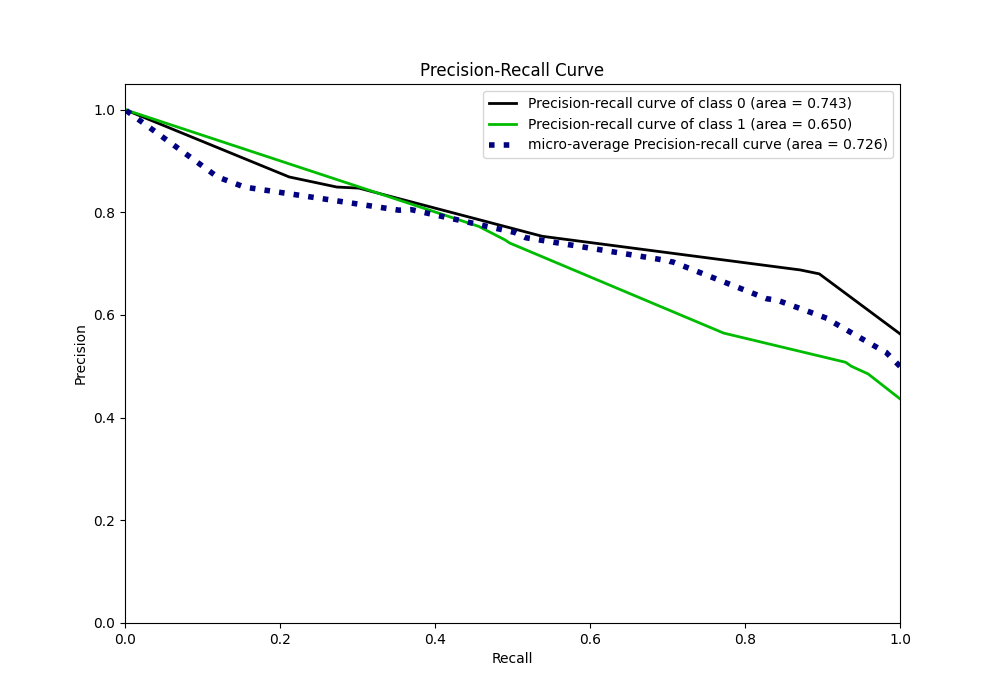 Precision-Recall Curve
Precision-recall curve of class 0 (area = 0.743)
Precision-recall curve of class 1 (area = 0.650)
micro-average Precision-recall curve (area = 0.726)
1.0
0.8
0.6
0.4
0.2
0.0
Precision
0.0 0.2 0.4 0.6 0.8 1.0
Recall